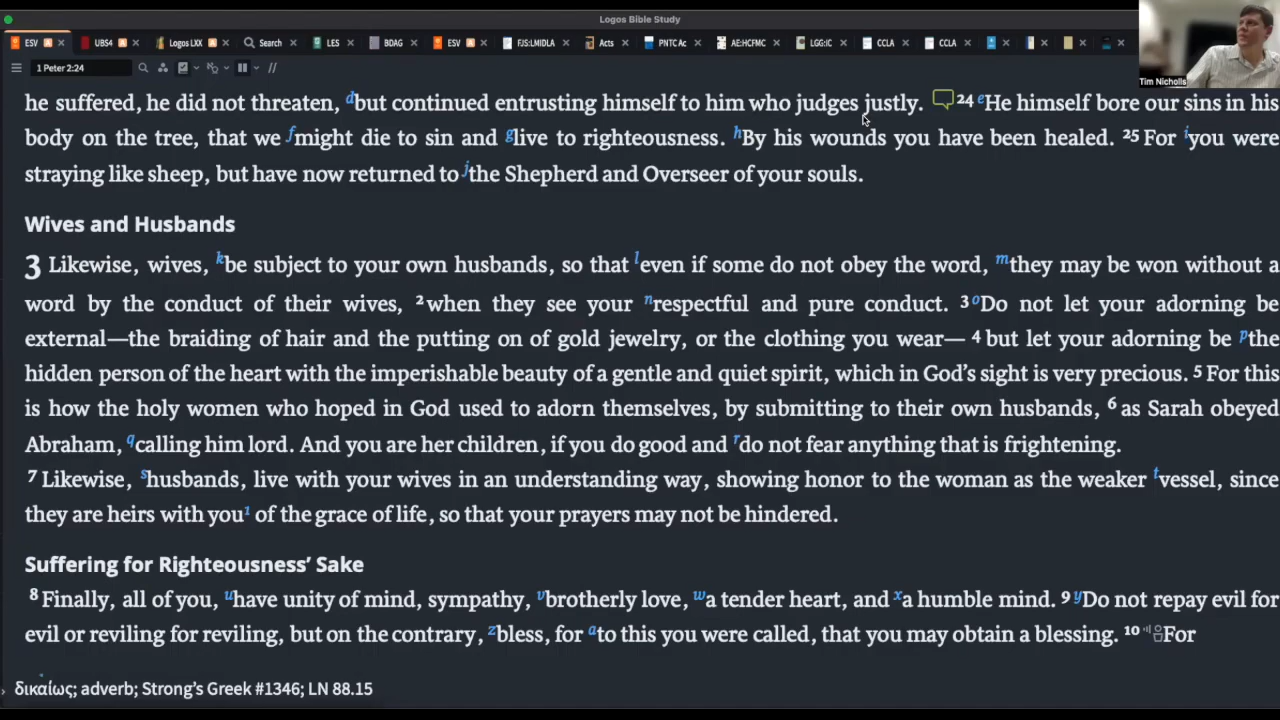 Logos Bible Study
ESV A UBS4 A Logos LXX A Search LES BDAG ESV A FJS:LMIDLA Acts PNTC Ac AE:HCFMC LGG:IC CCLA CCLA
1 Peter 2:24
Tim Nicholls
he suffered, he did not threaten, d but continued entrusting himself to him who judges justly. 24 e He himself bore our sins in his
body on the tree, that we f might die to sin and g live to righteousness. h By his wounds you have been healed. 25 For i you were
straying like sheep, but have now returned to j the Shepherd and Overseer of your souls.
Wives and Husbands
3 Likewise, wives, k be subject to your own husbands, so that l even if some do not obey the word, m they may be won without a
word by the conduct of their wives, 2 when they see your n respectful and pure conduct. 3 o Do not let your adorning be
external—the braiding of hair and the putting on of gold jewelry, or the clothing you wear— 4 but let your adorning be p the
hidden person of the heart with the imperishable beauty of a gentle and quiet spirit, which in God's sight is very precious. 5 For this
is how the holy women who hoped in God used to adorn themselves, by submitting to their own husbands, 6 as Sarah obeyed
Abraham, q calling him lord. And you are her children, if you do good and r do not fear anything that is frightening.
7 Likewise, s husbands, live with your wives in an understanding way, showing honor to the woman as the weaker t vessel, since
they are heirs with you 1 of the grace of life, so that your prayers may not be hindered.
Suffering for Righteousness' Sake
8 Finally, all of you, u have unity of mind, sympathy, v brotherly love, w a tender heart, and x a humble mind. 9 y Do not repay evil for
evil or reviling for reviling, but on the contrary, z bless, for a to this you were called, that you may obtain a blessing. 10 For
δικαίως; adverb; Strong's Greek #1346; LN 88.15